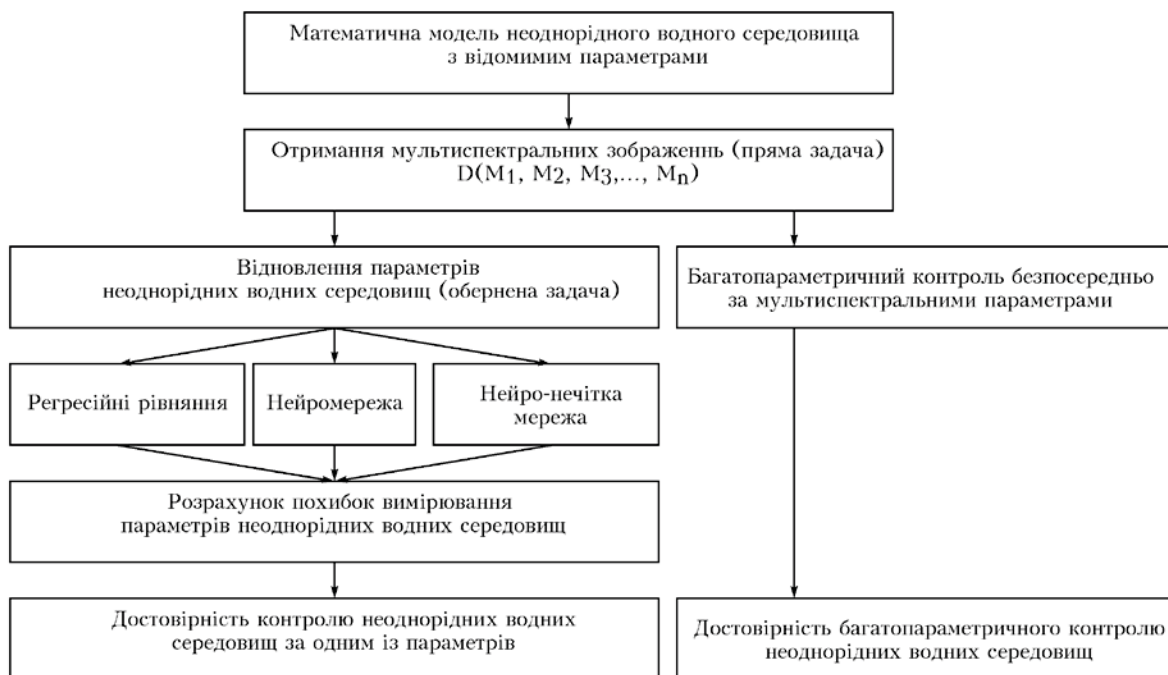 Математична модель неоднорідного водного середовища
з відомимим параметрами
Отримання мультиспектральних зображеннь (пряма задача)
D(M1, M2, M3,..., Mn)
Відновлення параметрів
неоднорідних водних середовищ (обернена задача)
Багатопараметричний контроль безпосередньо
за мультиспектральними параметрами
Регресійні рівняння
Нейромережа
Нейро-нечітка
мережа
Розрахунок похибок вимірювання
параметрів неоднорідних водних середовищ
Достовірність контролю неоднорідних водних
середовищ за одним із параметрів
Достовірність багатопараметричного контролю
неоднорідних водних середовищ